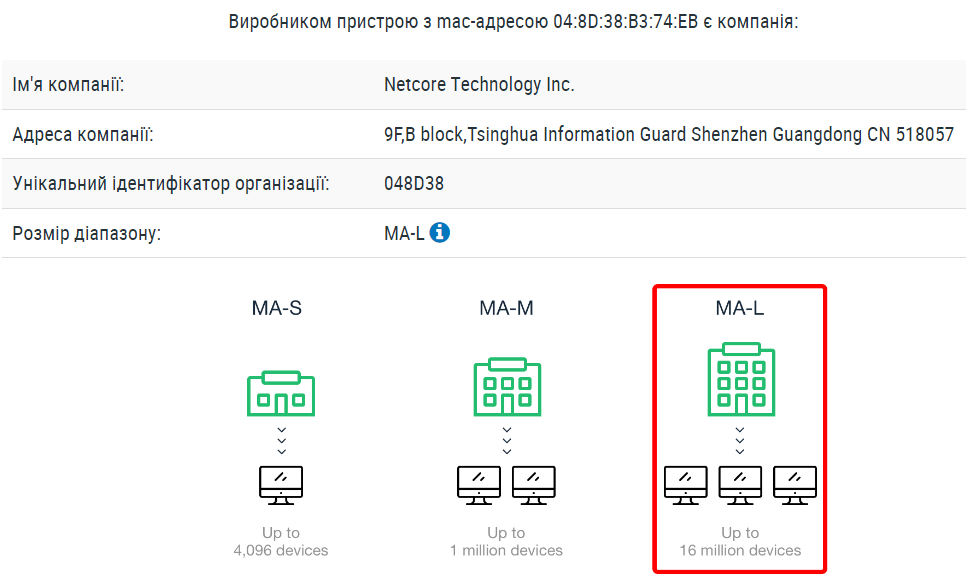 Виробником пристрою з mac-адресою 04:8D:38:B3:74:EB є компанія:
Ім'я компанії: Netcore Technology Inc.
Адреса компанії: 9F,B block,Tsinghua Information Guard Shenzhen Guangdong CN 518057
Унікальний ідентифікатор організації: 048D38
Розмір діапазону: MA-L i
MA-S MA-M MA-L
Up to Up to Up to
4,096 devices 1 million devices 16 million devices